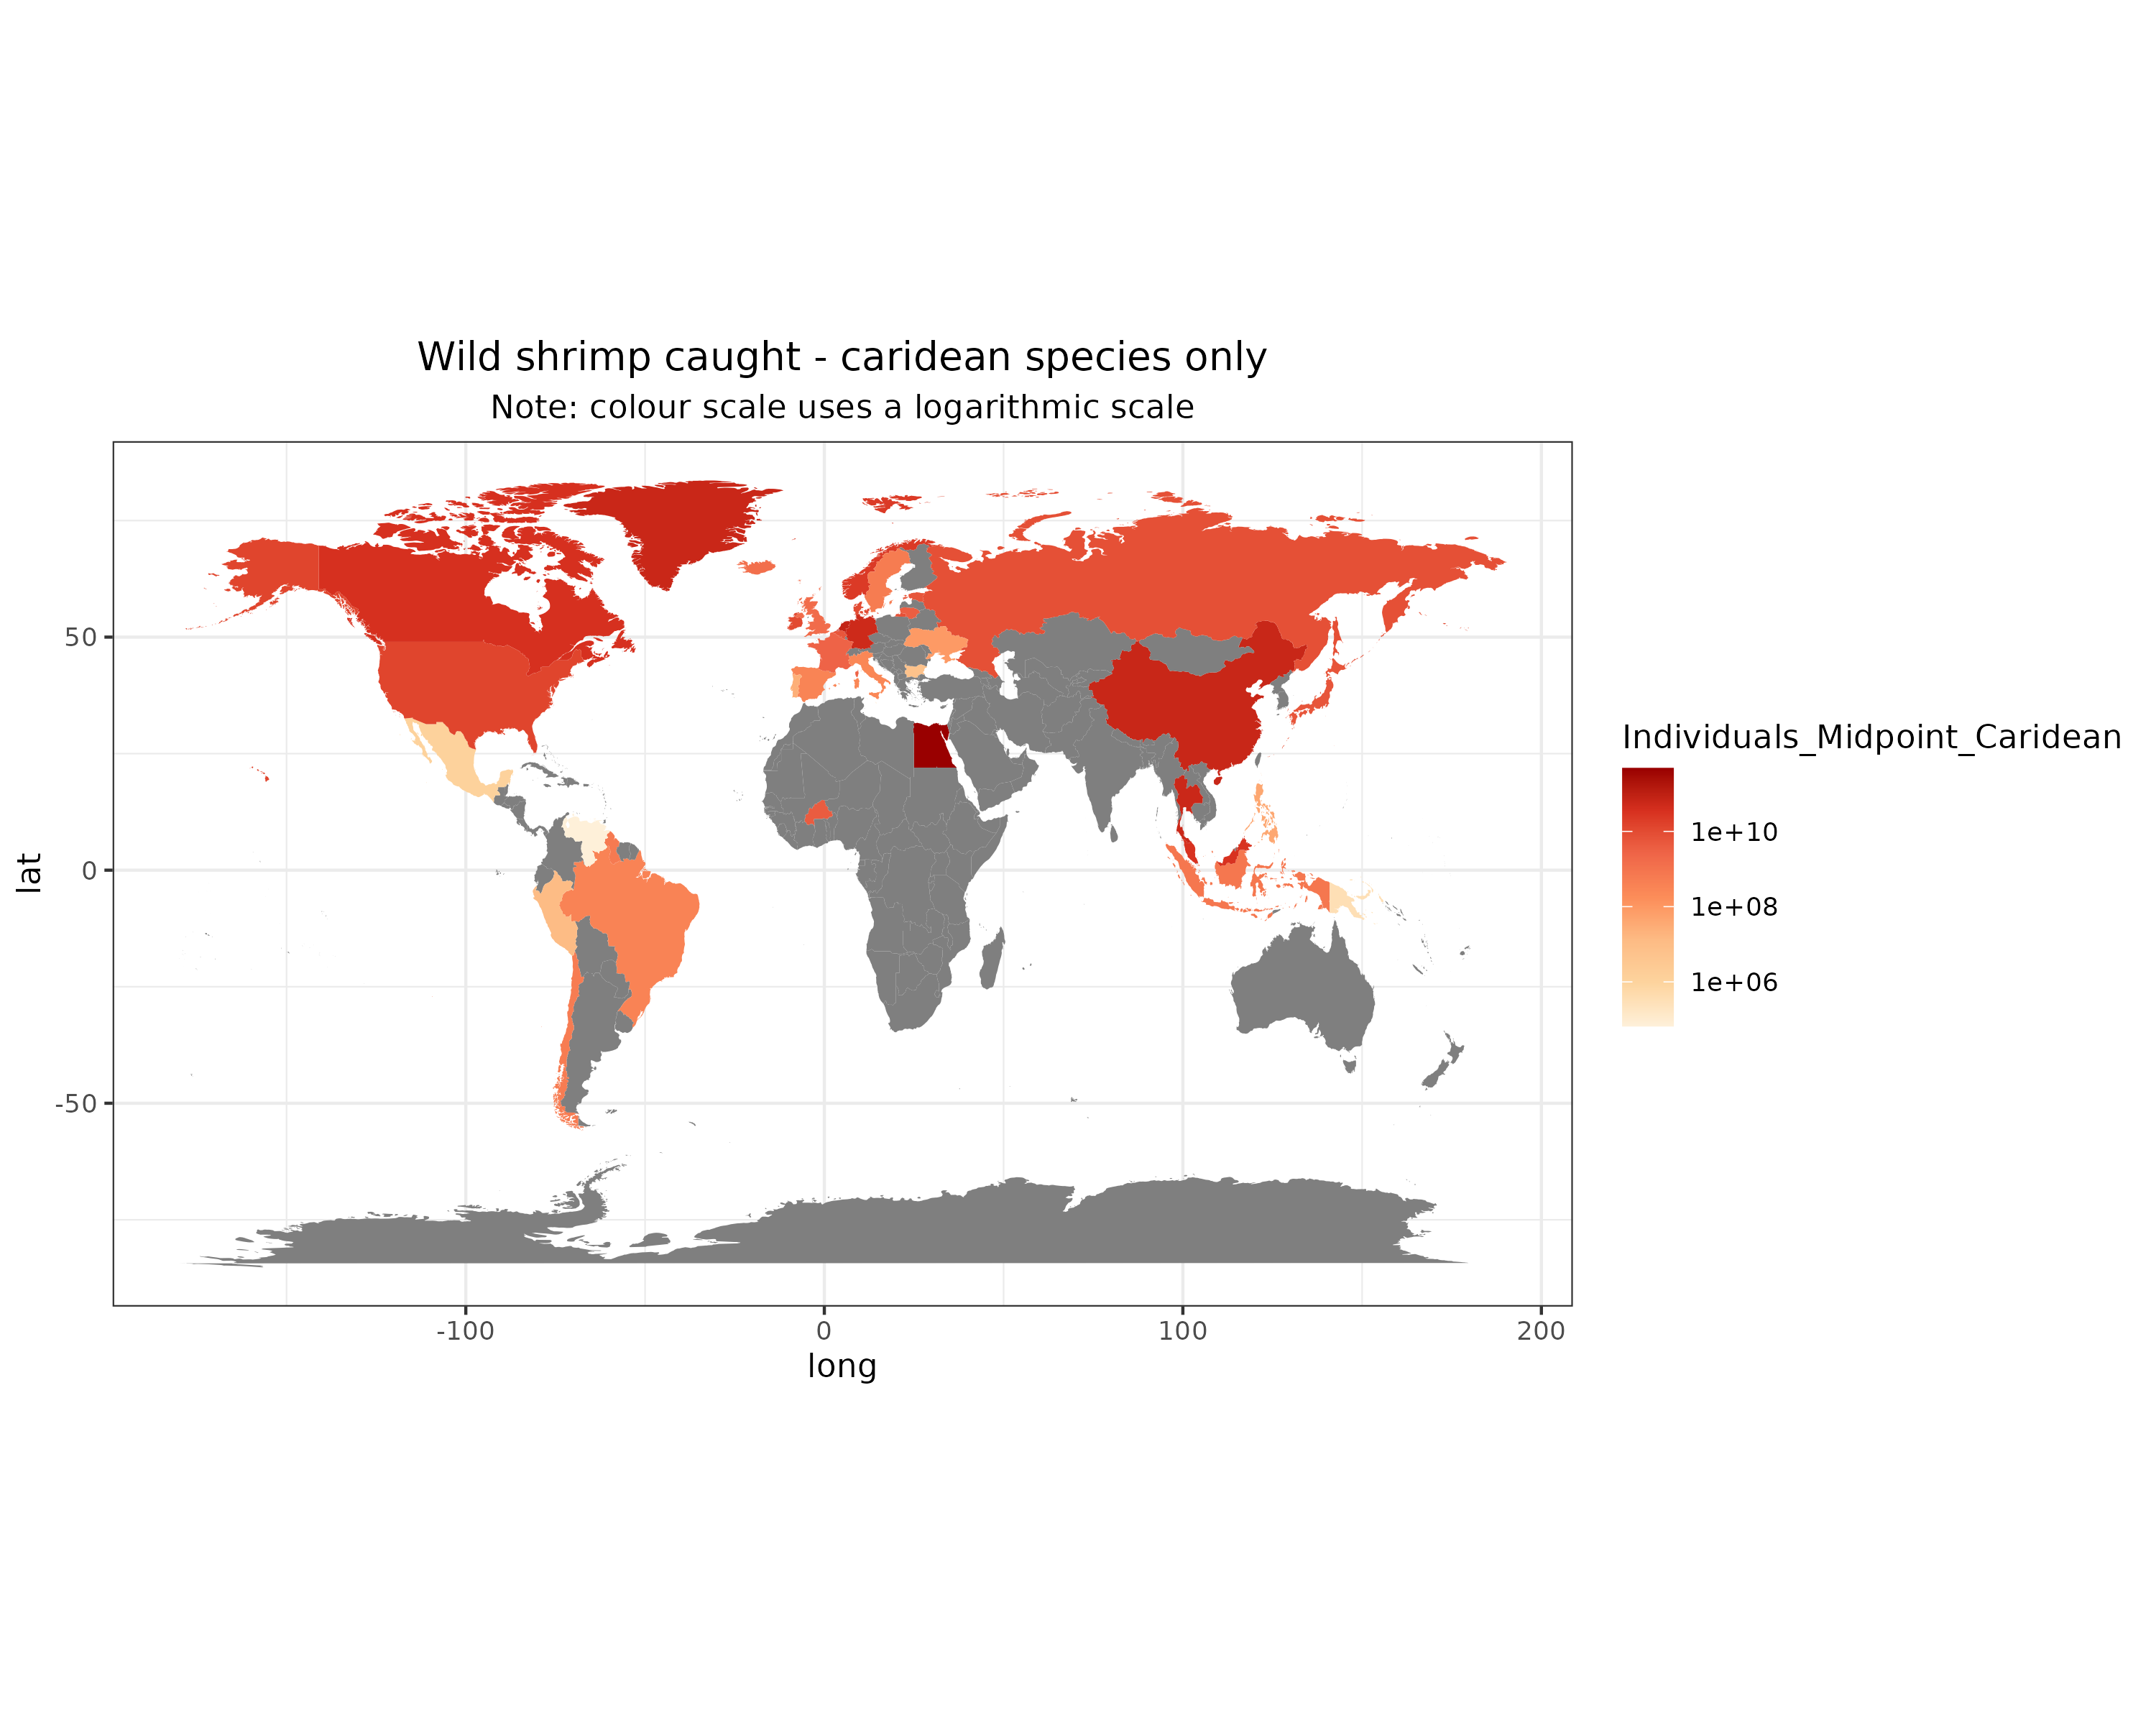 Wild shrimp caught - caridean species only
Note: colour scale uses a logarithmic scale
lat
50
0
-50
-100
0
100
200
long
Individuals_Midpoint_Caridean
1e+10
1e+08
1e+06